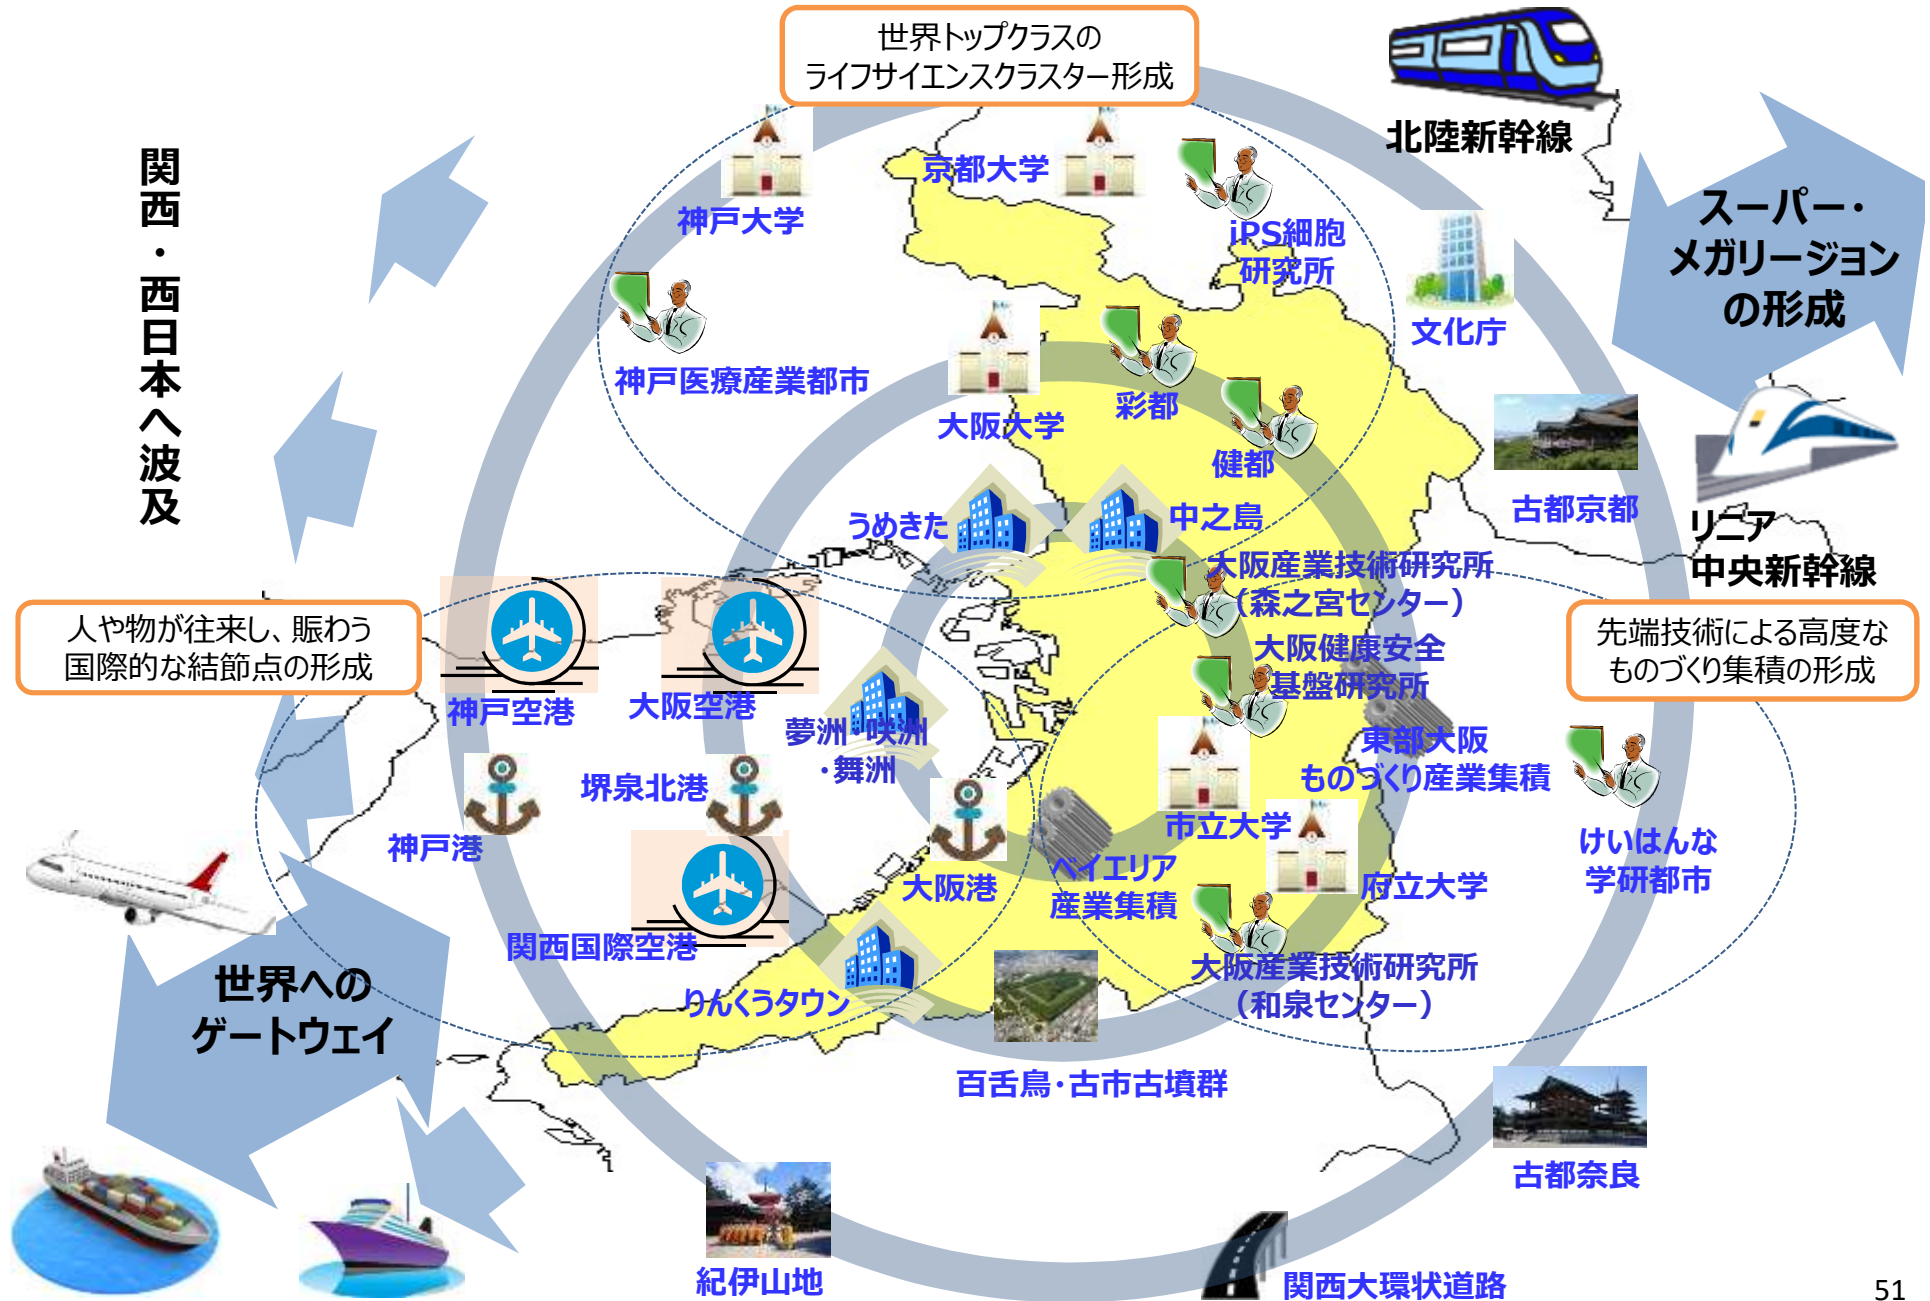 世界トップクラスの
ライフサイエンスクラスター形成
北陸新幹線
関西・西日本へ波及
京都大学
神戸大学
iPS細胞
研究所
スーパー・
メガリージョン
の形成
文化庁
神戸医療産業都市
彩都
大阪大学
健都
古都京都
うめきた
中之島
リニア
中央新幹線
大阪産業技術研究所
（森之宮センター）
人や物が往来し、賑わう
国際的な結節点の形成
先端技術による高度な
ものづくり集積の形成
大阪健康安全
基盤研究所
神戸空港
大阪空港
夢洲・咲洲
・舞洲
東部大阪
ものづくり産業集積
堺泉北港
神戸港
市立大学
けいはんな
学研都市
大阪港
ベイエリア
産業集積
府立大学
関西国際空港
世界への
ゲートウェイ
りんくうタウン
大阪産業技術研究所
（和泉センター）
百舌鳥・古市古墳群
古都奈良
紀伊山地
関西大環状道路
51